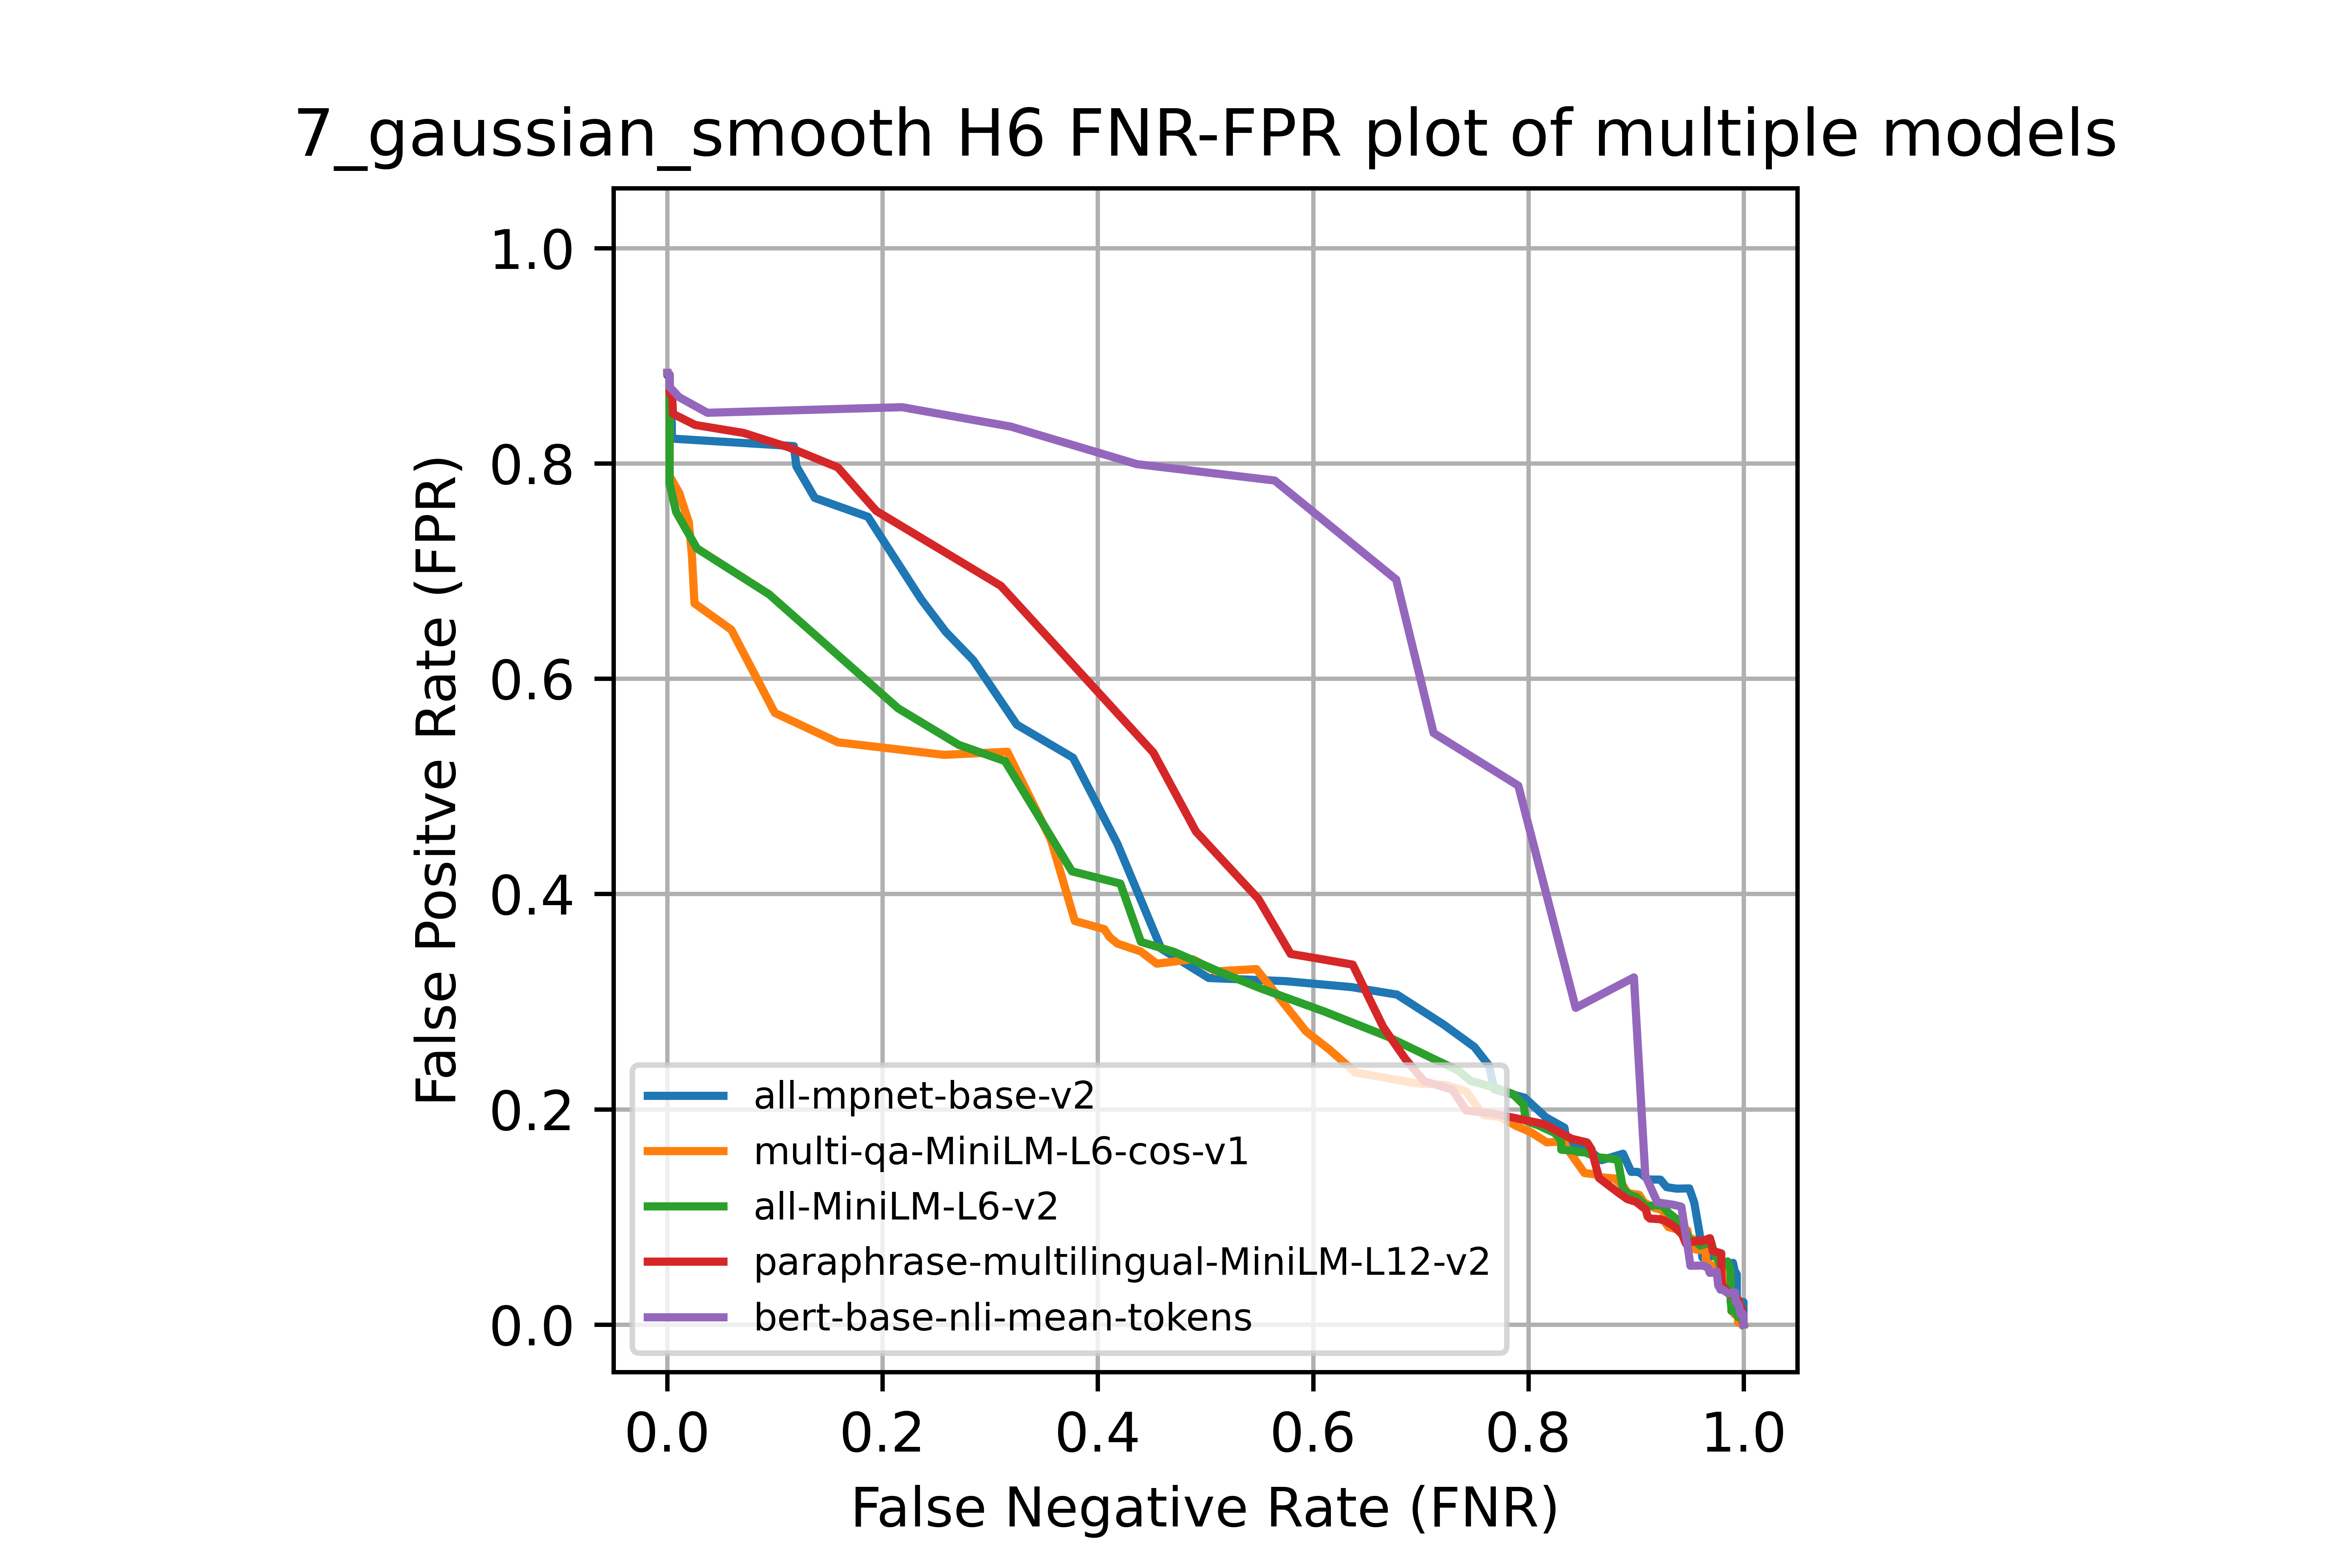 7_gaussian_smooth H6 FNR-FPR plot of multiple models
False Positve Rate (FPR)
1.0
0.8
0.6
0.4
0.2
0.0
all-mpnet-base-v2
multi-qa-MiniLM-L6-cos-v1
all-MiniLM-L6-v2
paraphrase-multilingual-MiniLM-L12-v2
bert-base-nli-mean-tokens
0.0 0.2 0.4 0.6 0.8 1.0
False Negative Rate (FNR)